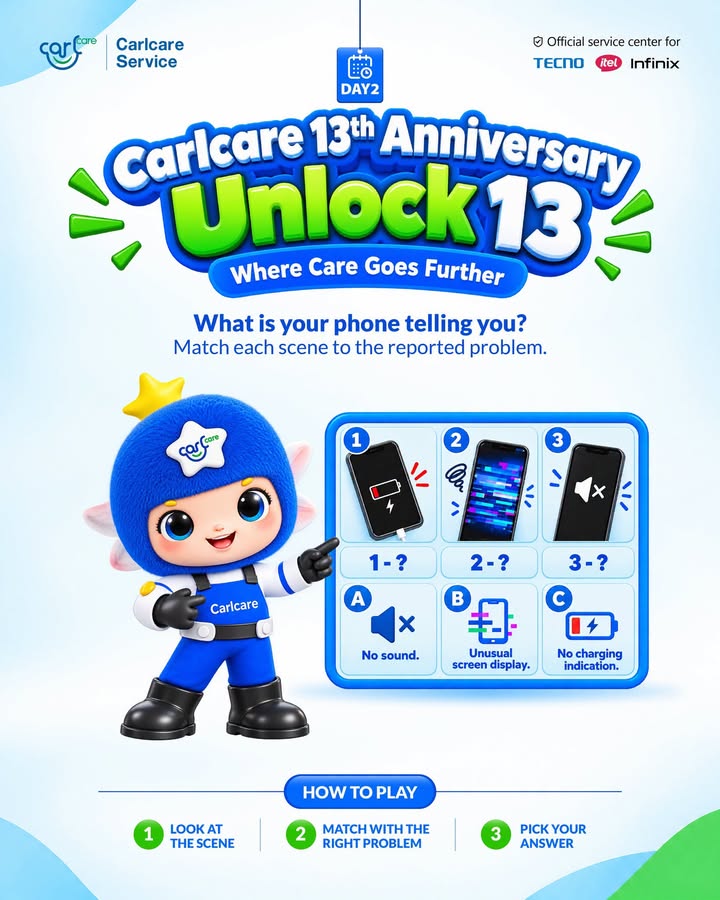 carlcare
Carlcare
Service
Official service center for
TECNO itel Infinix
DAY2
Carlcare 13th Anniversary
Unlock 13
Where Care Goes Further
What is your phone telling you?
Match each scene to the reported problem.
1 2 3
1 - ? 2 - ? 3 - ?
A B C
No sound.
Unusual
screen display.
No charging
indication.
carlcare
Carlcare
HOW TO PLAY
1 LOOK AT
THE SCENE
2 MATCH WITH THE
RIGHT PROBLEM
3 PICK YOUR
ANSWER